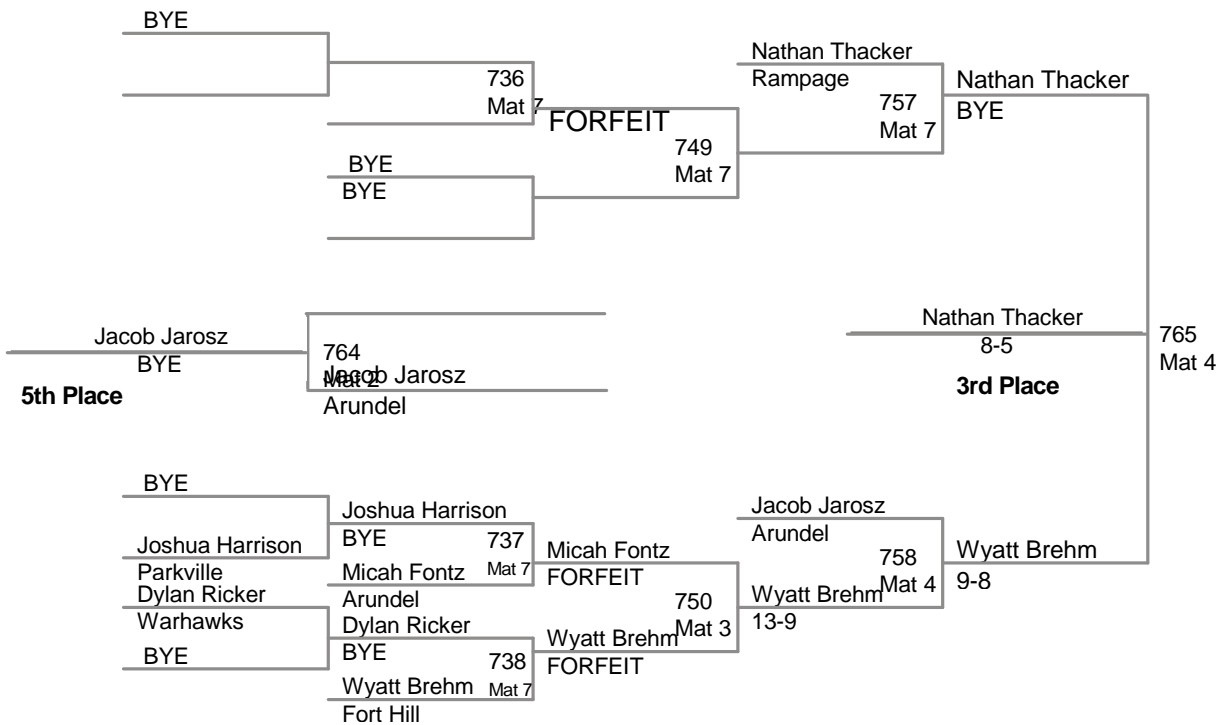 BYE
736
Mat 7
FORFEIT
BYE
BYE
749
Mat 7
Nathan Thacker
Rampage
757
Mat 7
Nathan Thacker
BYE
Jacob Jarosz
BYE
5th Place
764
Mat 2
Jacob Jarosz
Arundel
Nathan Thacker
8-5
3rd Place
765
Mat 4
BYE
Joshua Harrison
Parkville
Dylan Ricker
Warhawks
BYE
Joshua Harrison
BYE
737
Mat 7
Micah Fontz
Arundel
Dylan Ricker
BYE
738
Mat 7
Wyatt Brehm
Fort Hill
Micah Fontz
FORFEIT
750
Mat 3
Wyatt Brehm
FORFEIT
Jacob Jarosz
Arundel
758
Mat 4
Wyatt Brehm
13-9
Wyatt Brehm
9-8